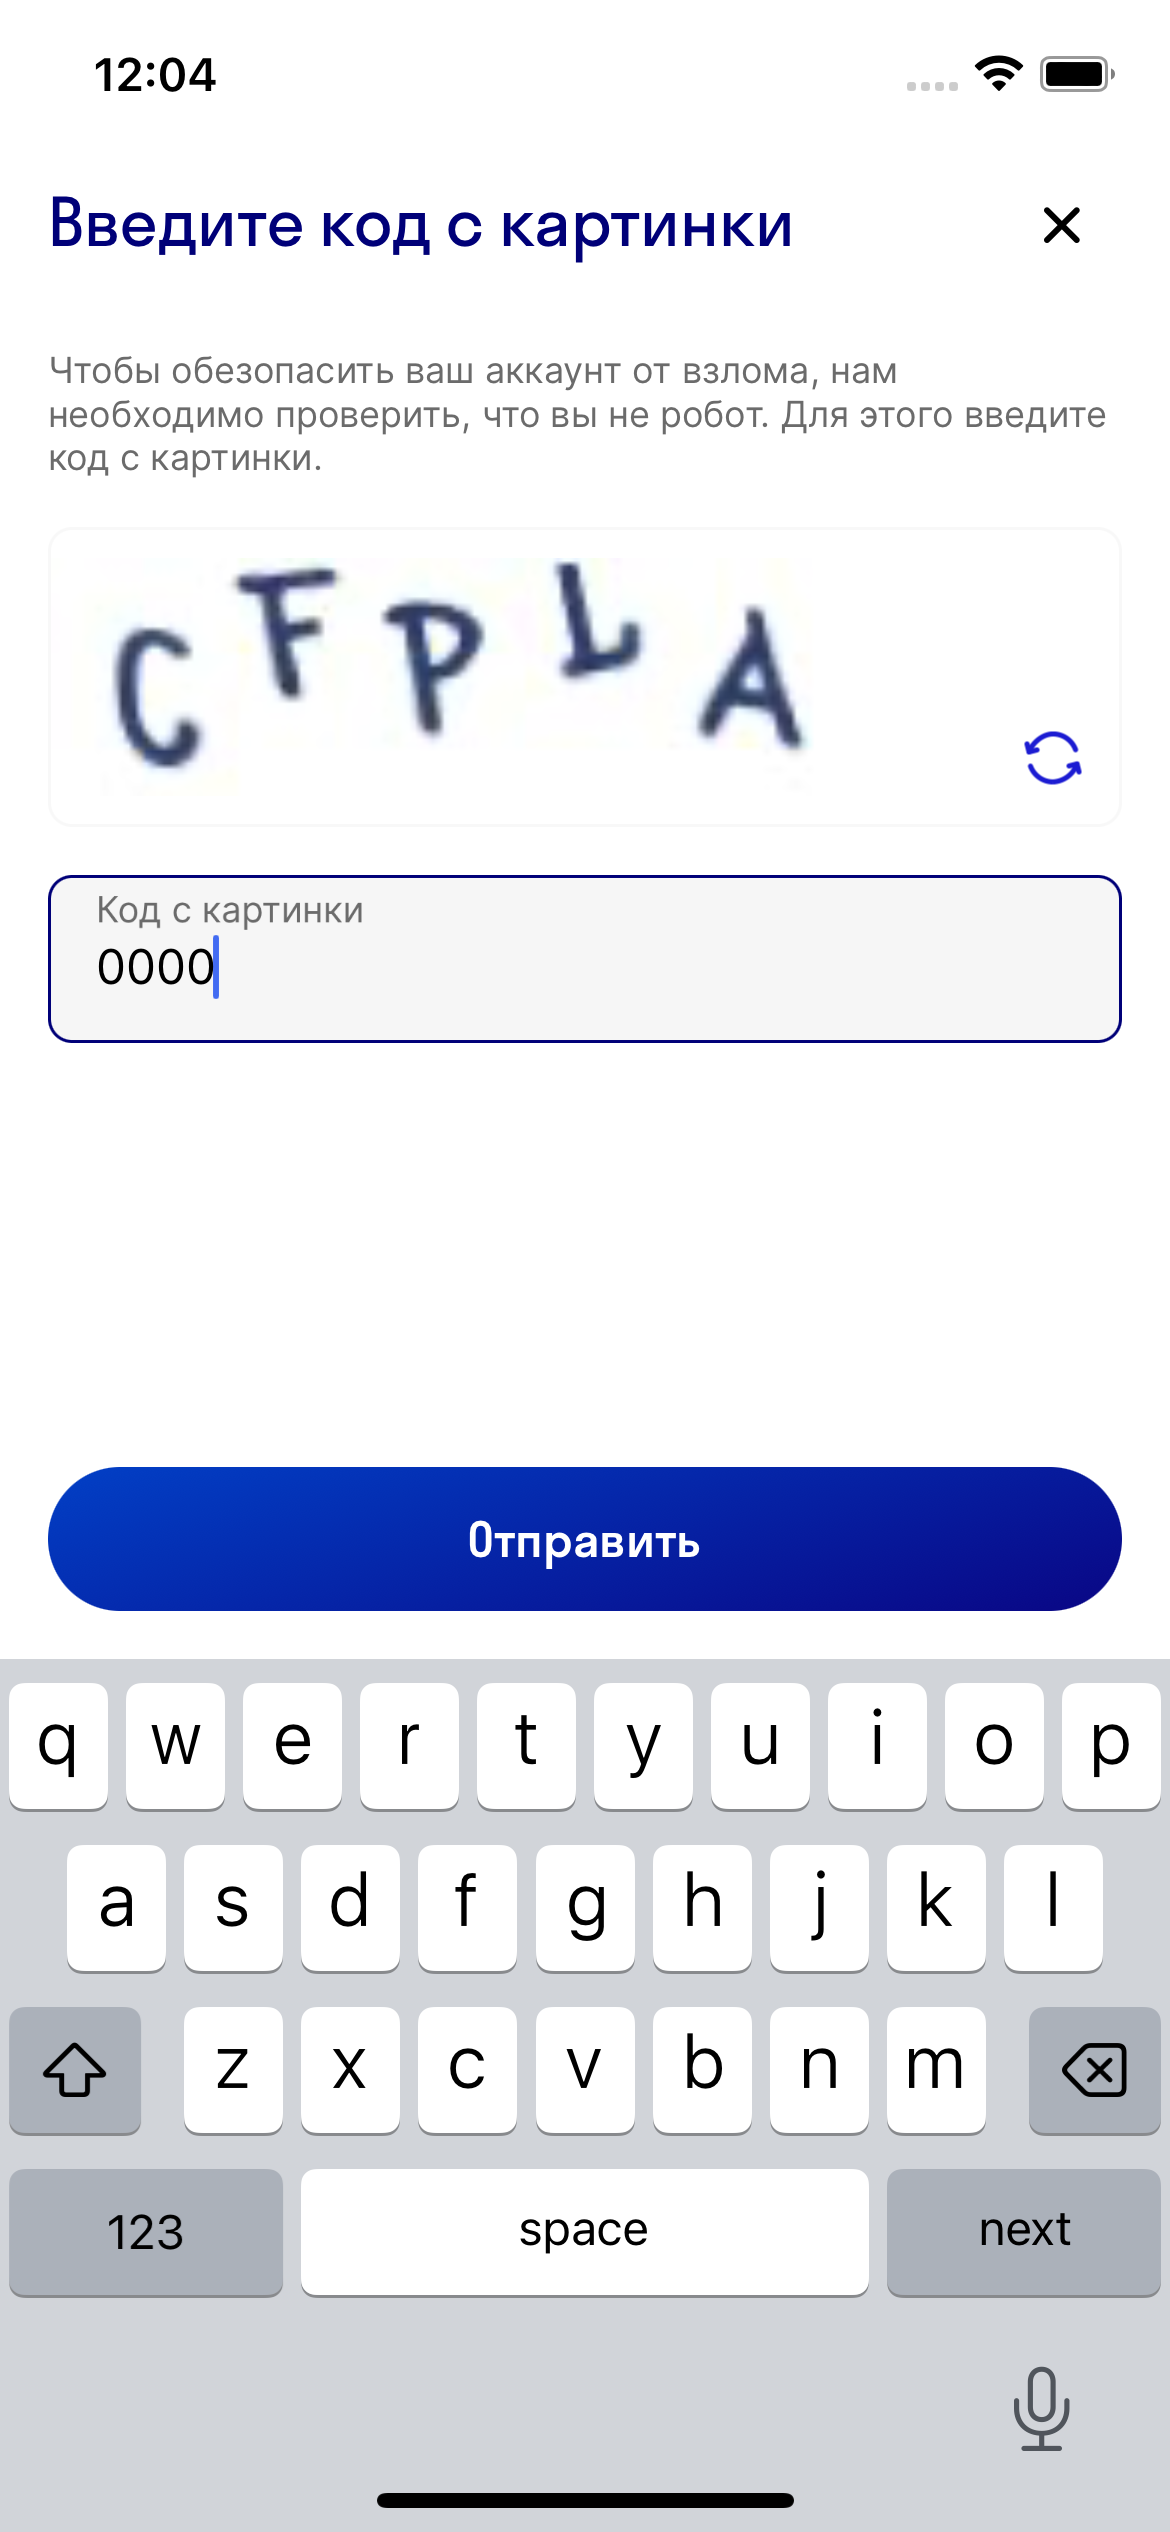 12:04
Введите код с картинки
Чтобы обезопасить ваш аккаунт от взлома, нам
необходимо проверить, что вы не робот. Для этого введите
код с картинки.
CFPLA
Код с картинки
0000
Отправить
q w e r t y u i o p
a s d f g h j k l
z x c v b n m
123 space next